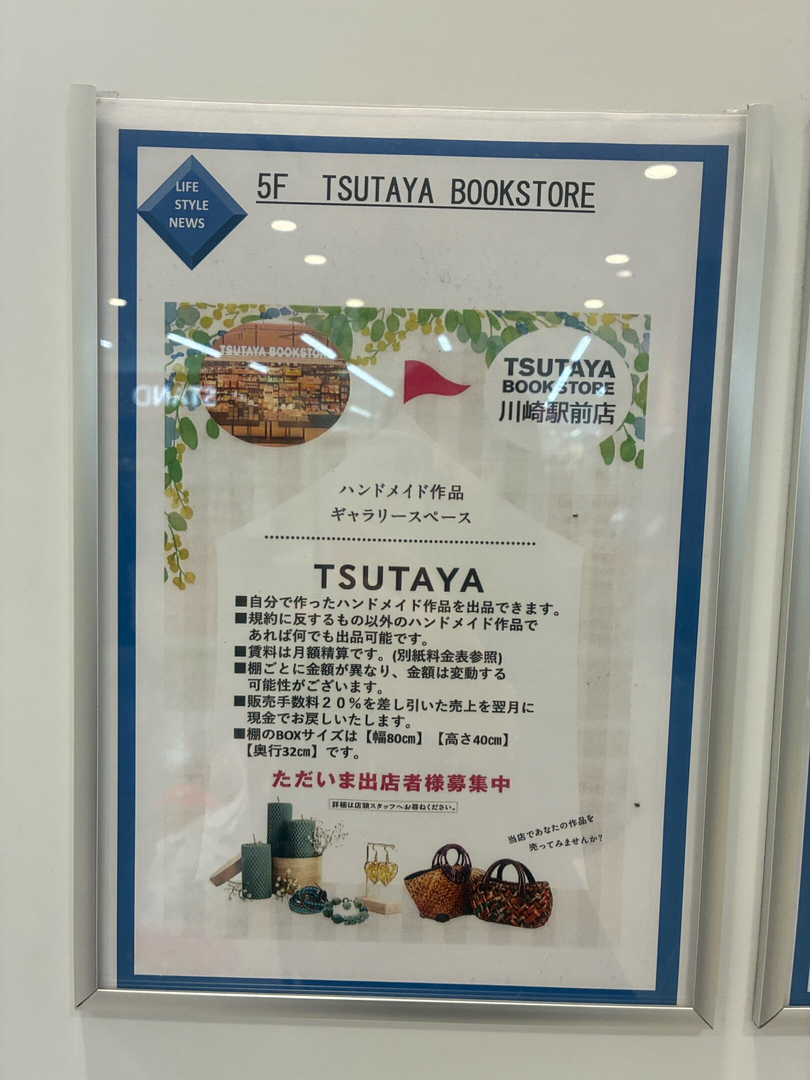 LIFE
STYLE
NEWS
5F TSUTAYA BOOKSTORE
TSUTAYA BOOKSTORE
TSUTAYA
BOOKSTORE
川崎駅前店
ハンドメイド作品
ギャラリースペース
TSUTAYA
■自分で作ったハンドメイド作品を出品できます。
■規約に反するもの以外のハンドメイド作品で
あれば何でも出品可能です。
■賃料は月額精算です。(別紙料金表参照)
■棚ごとに金額が異なり、金額は変動する
可能性がございます。
■販売手数料20%を差し引いた売上を翌月に
現金でお戻しいたします。
■棚のBOXサイズは【幅80㎝】【高さ40㎝】
【奥行32㎝】です。
ただいま出店者様募集中
詳細は店頭スタッフへお尋ねください。
当店であなたの作品を
売ってみませんか?